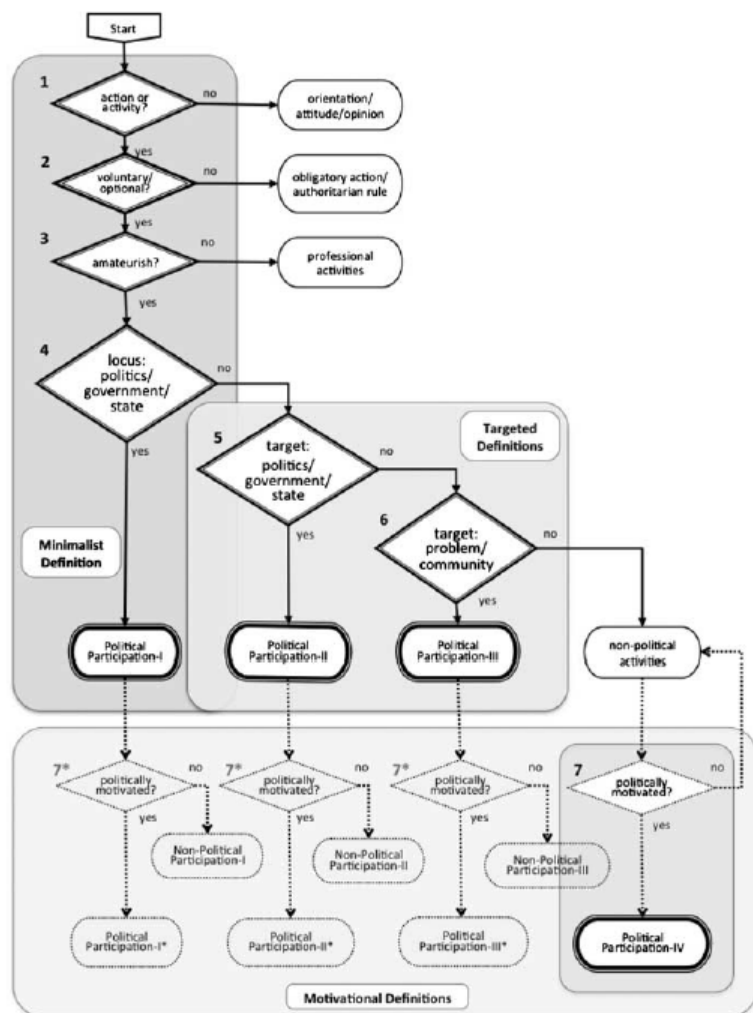 Start
1
action or
activity?
no
orientation/
attitude/opinion
yes
2
voluntary/
optional?
no
obligatory action/
authoritarian rule
yes
3
amateurish?
no
professional
activities
yes
4
locus:
politics/
government/
state
no
yes
5
target:
politics/
government/
state
no
Targeted
Definitions
yes
6
target:
problem/
community
no
yes
Minimalist
Definition
Political
Participation-I
Political
Participation-II
Political
Participation-III
non-political
activities
7*
politically
motivated?
no
yes
7*
politically
motivated?
no
yes
7*
politically
motivated?
no
yes
7
politically
motivated?
no
yes
Non-Political
Participation-I
Non-Political
Participation-II
Non-Political
Participation-III
Political
Participation-I*
Political
Participation-II*
Political
Participation-III*
Political
Participation-IV
Motivational Definitions